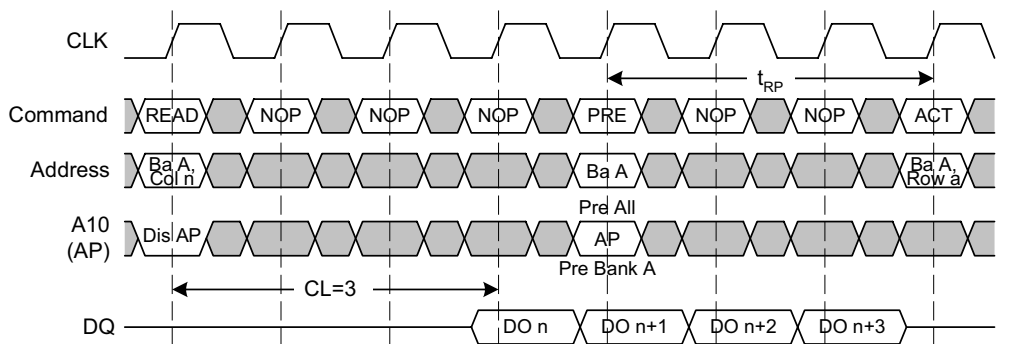 CLK
tRP
Command READ NOP NOP NOP PRE NOP NOP ACT
Address Ba A, Col n Ba A Ba A, Row a
Pre All
A10 (AP) Dis AP AP
Pre Bank A
CL=3
DQ DO n DO n+1 DO n+2 DO n+3